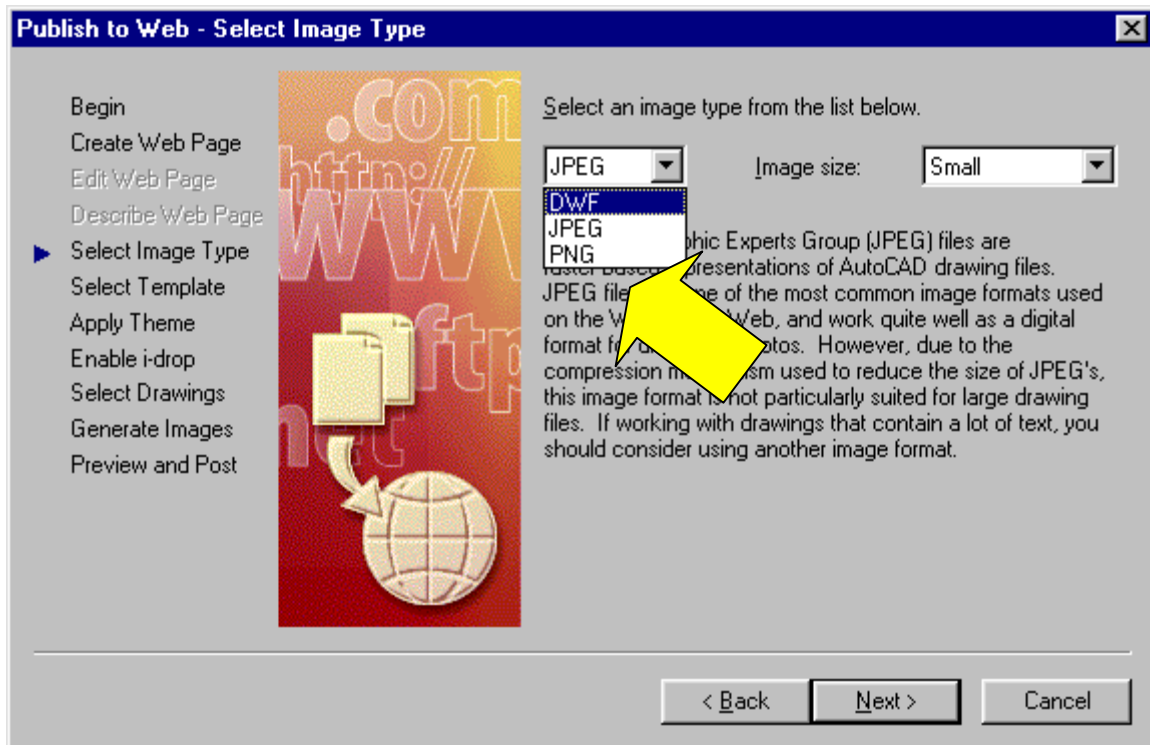 Publish to Web - Select Image Type
Begin
Create Web Page
Edit Web Page
Describe Web Page
Select Image Type
Select Template
Apply Theme
Enable i-drop
Select Drawings
Generate Images
Preview and Post
.com
http://
WWW
ftp
net
Select an image type from the list below.
JPEG
Image size:
Small
DWF
JPEG
PNG
Experts Group (JPEG) files are
of AutoCAD drawing files.
JPEG of the most common image formats used
on the Web, and work quite well as a digital
format However, due to the
compression used to reduce the size of JPEG's,
this image format is not particularly suited for large drawing
files. If working with drawings that contain a lot of text, you
should consider using another image format.
< Back
Next >
Cancel